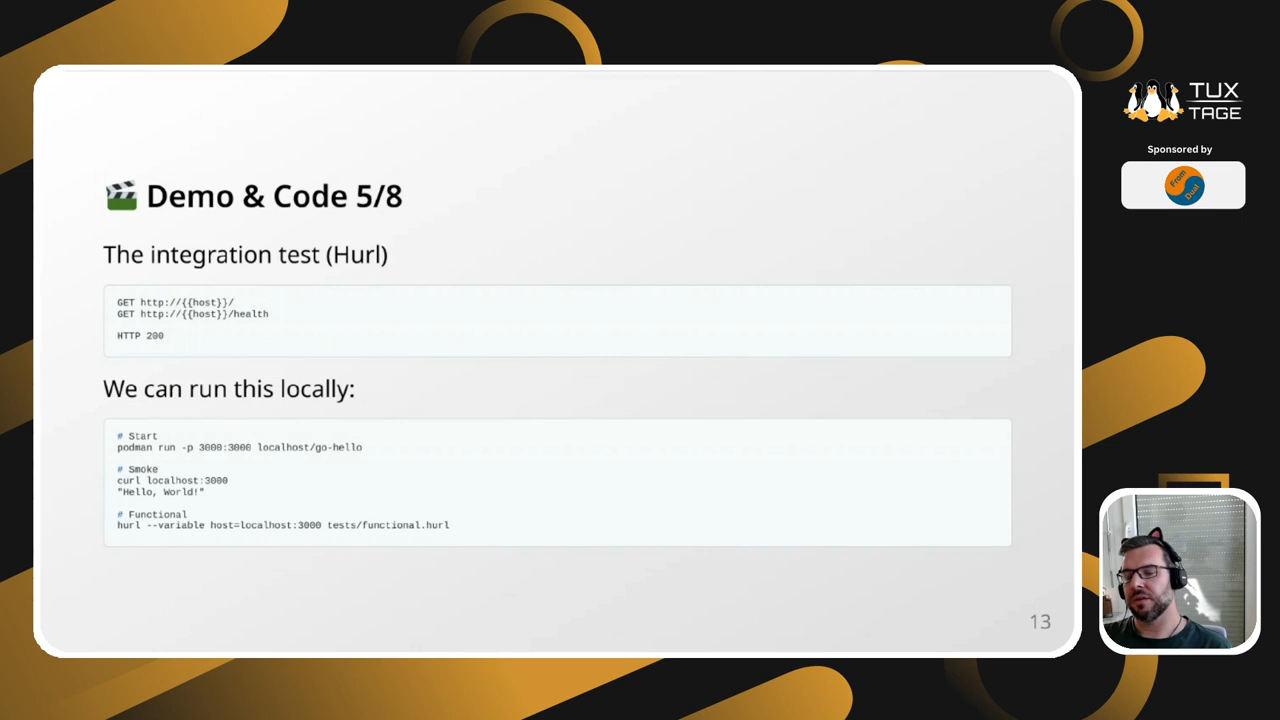 Demo & Code 5/8
The integration test (Hurl)
GET http://{{host}}/
GET http://{{host}}/health
HTTP 200
We can run this locally:
# Start
podman run -p 3000:3000 localhost/go-hello
# Smoke
curl localhost:3000
"Hello, World!"
# Functional
hurl --variable host=localhost:3000 tests/functional.hurl
13
TUX
TAGE
Sponsored by
From
Dual